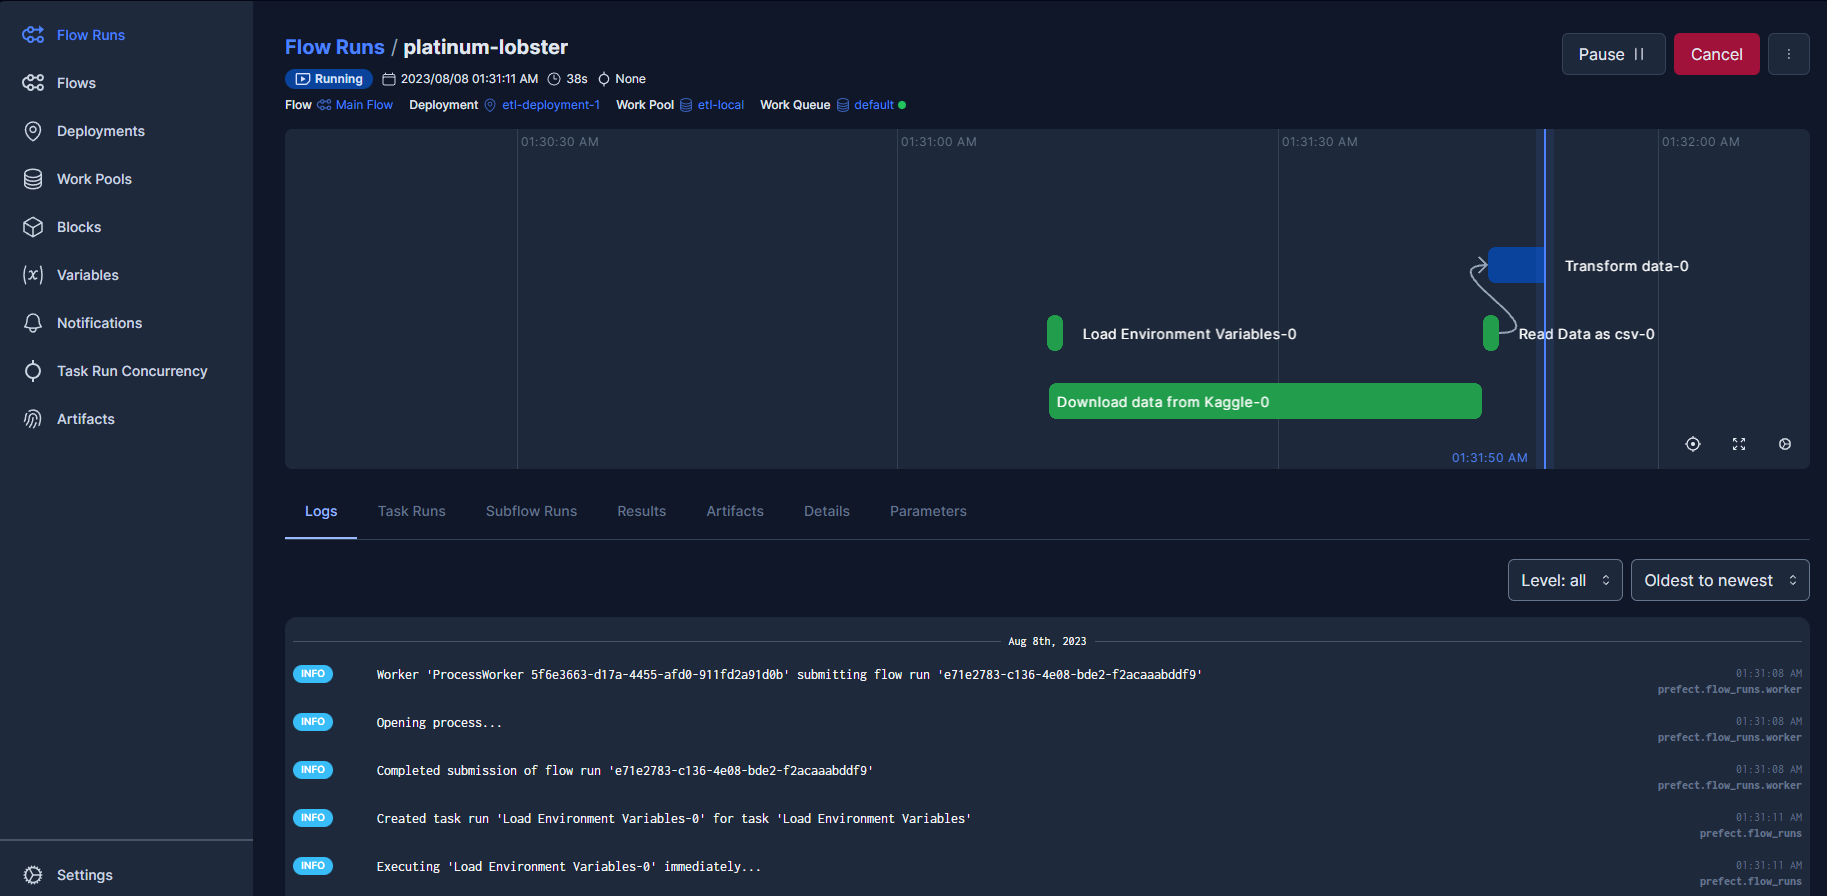 Flow Runs
Flows
Deployments
Work Pools
Blocks
Variables
Notifications
Task Run Concurrency
Artifacts
Settings
Flow Runs / platinum-lobster
Running 2023/08/08 01:31:11 AM 38s None
Flow Main Flow Deployment etl-deployment-1 Work Pool etl-local Work Queue default
Pause Cancel
01:30:30 AM 01:31:00 AM 01:31:30 AM 01:32:00 AM
Transform data-0
Load Environment Variables-0 Read Data as csv-0
Download data from Kaggle-0
01:31:50 AM
Logs Task Runs Subflow Runs Results Artifacts Details Parameters
Level: all Oldest to newest
Aug 8th, 2023
INFO Worker 'ProcessWorker 5f6e3663-d17a-4455-afd0-911fd2a91d0b' submitting flow run 'e71e2783-c136-4e08-bde2-f2acaaabddf9' 01:31:08 AM
prefect.flow_runs.worker
INFO Opening process... 01:31:08 AM
prefect.flow_runs.worker
INFO Completed submission of flow run 'e71e2783-c136-4e08-bde2-f2acaaabddf9' 01:31:08 AM
prefect.flow_runs.worker
INFO Created task run 'Load Environment Variables-0' for task 'Load Environment Variables' 01:31:11 AM
prefect.flow_runs
INFO Executing 'Load Environment Variables-0' immediately... 01:31:11 AM
prefect.flow_runs